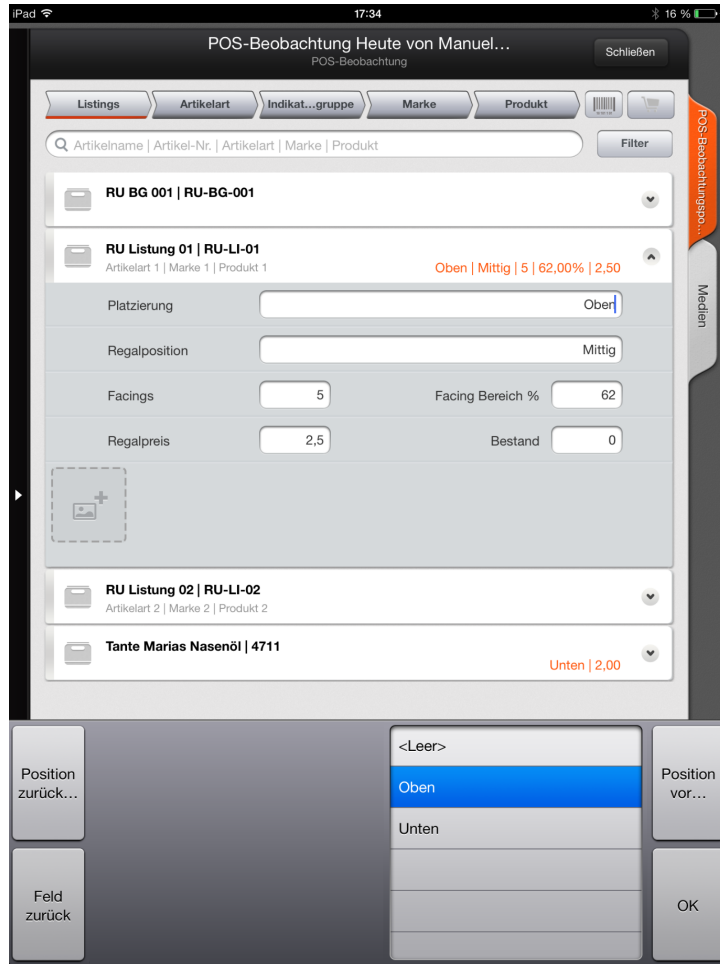 iPad 17:34 16 %
POS-Beobachtung Heute von Manuel…
POS-Beobachtung
Schließen
Listings Artikelart Indikat…gruppe Marke Produkt
Artikelname | Artikel-Nr. | Artikelart | Marke | Produkt
Filter
POS-Beobachtungspo…
Medien
RU BG 001 | RU-BG-001
RU Listung 01 | RU-LI-01
Artikelart 1 | Marke 1 | Produkt 1
Oben | Mittig | 5 | 62,00% | 2,50
Platzierung Oben
Regalposition Mittig
Facings 5 Facing Bereich % 62
Regalpreis 2,5 Bestand 0
RU Listung 02 | RU-LI-02
Artikelart 2 | Marke 2 | Produkt 2
Tante Marias Nasenöl | 4711
Unten | 2,00
Position
zurück…
Feld
zurück
<Leer>
Oben
Unten
Position
vor…
OK